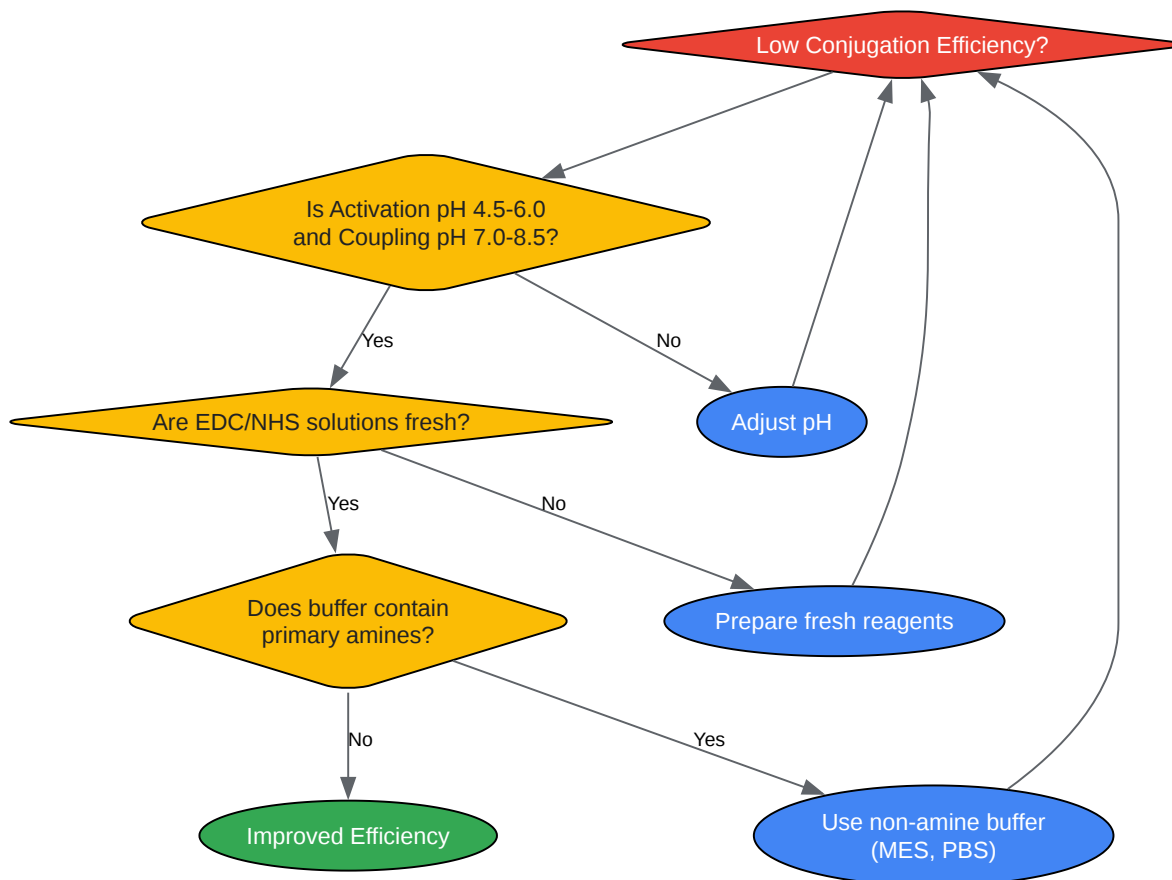 Low Conjugation Efficiency?
Is Activation pH 4.5-6.0
and Coupling pH 7.0-8.5?
Yes
No
Are EDC/NHS solutions fresh?
Adjust pH
Yes
No
Does buffer contain
primary amines?
Prepare fresh reagents
No
Yes
Improved Efficiency
Use non-amine buffer
(MES, PBS)